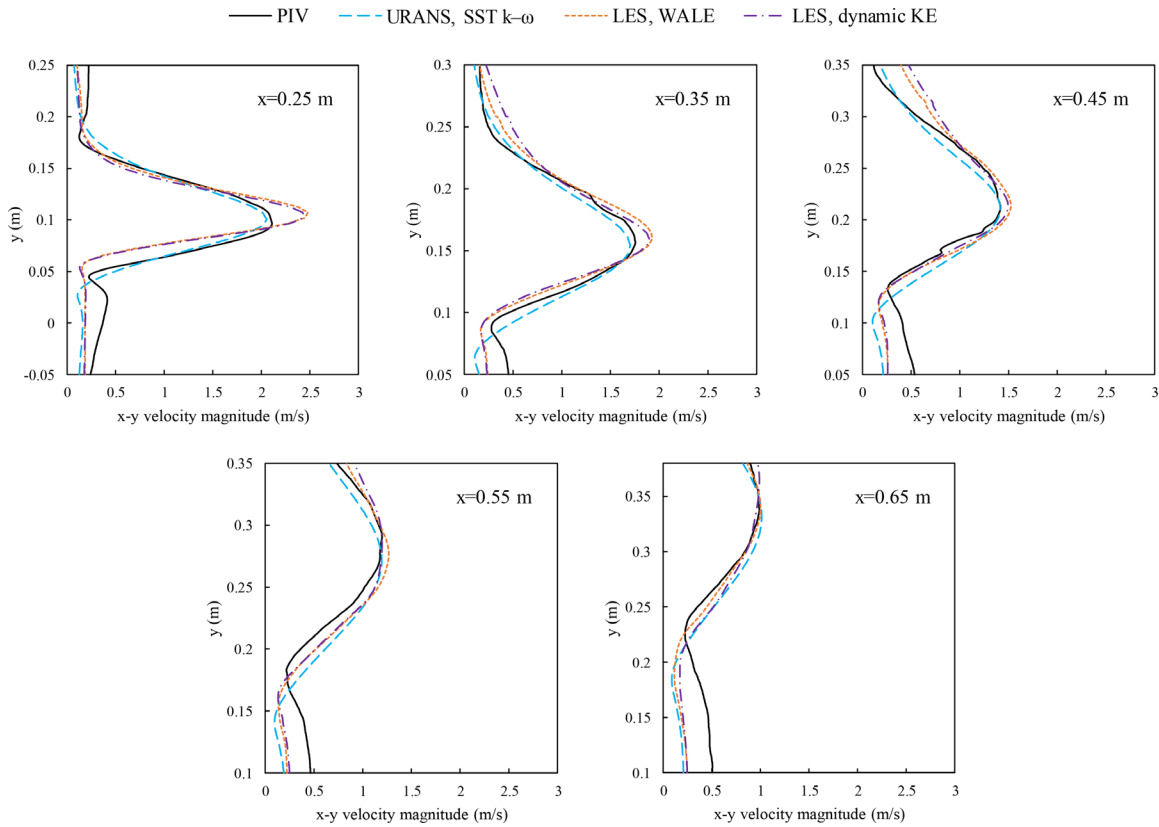 PIV URANS, SST k–ω LES, WALE LES, dynamic KE
x=0.25 m
0.25
0.2
0.15
0.1
0.05
0
-0.05
y (m)
0 0.5 1 1.5 2 2.5 3
x-y velocity magnitude (m/s)
x=0.35 m
0.3
0.25
0.2
0.15
0.1
0.05
y (m)
0 0.5 1 1.5 2 2.5 3
x-y velocity magnitude (m/s)
x=0.45 m
0.35
0.3
0.25
0.2
0.15
0.1
0.05
y (m)
0 0.5 1 1.5 2 2.5 3
x-y velocity magnitude (m/s)
x=0.55 m
0.35
0.3
0.25
0.2
0.15
0.1
y (m)
0 0.5 1 1.5 2 2.5 3
x-y velocity magnitude (m/s)
x=0.65 m
0.35
0.3
0.25
0.2
0.15
0.1
y (m)
0 0.5 1 1.5 2 2.5 3
x-y velocity magnitude (m/s)